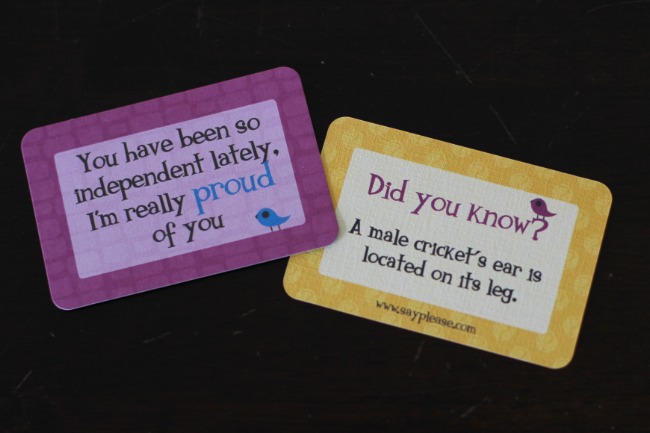 You have been so
independent lately,
I'm really proud
of you
Did you know?
A male cricket's ear is
located on its leg.
www.sayplease.com